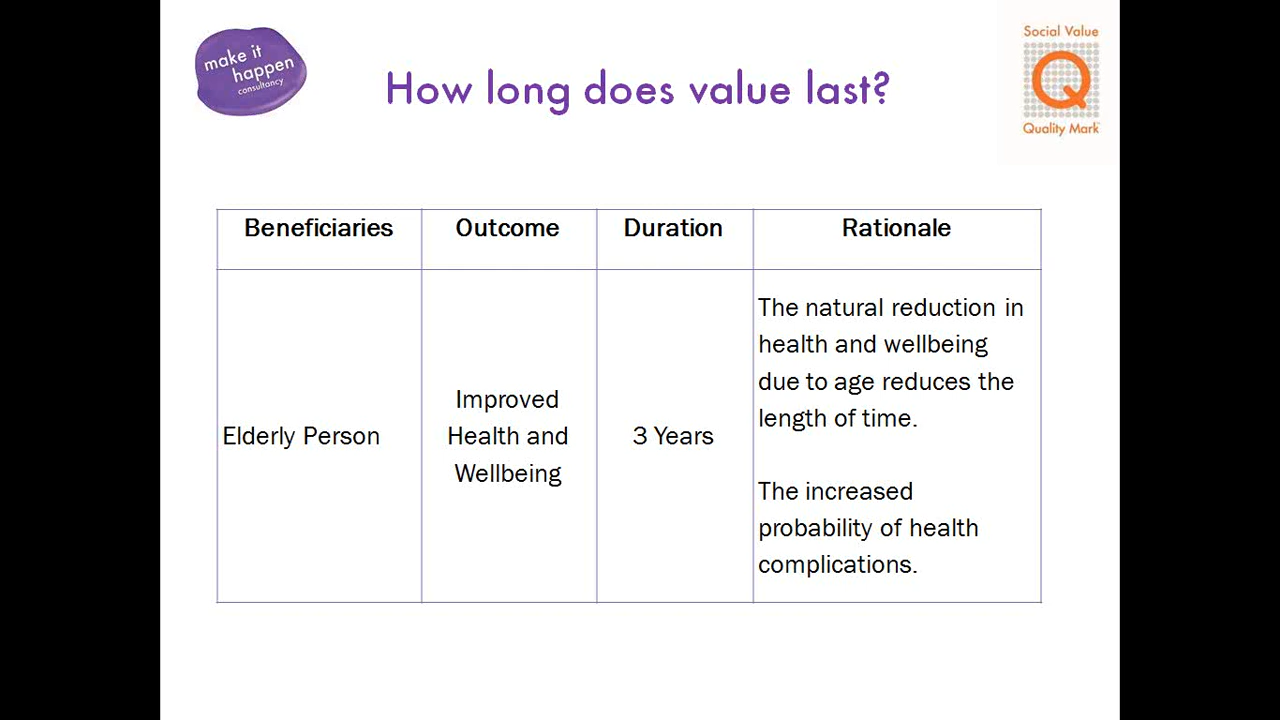 make it
happen
consultancy
How long does value last?
Social Value
Quality Mark
Beneficiaries
Outcome
Duration
Rationale
Elderly Person
Improved
Health and
Wellbeing
3 Years
The natural reduction in
health and wellbeing
due to age reduces the
length of time.
The increased
probability of health
complications.